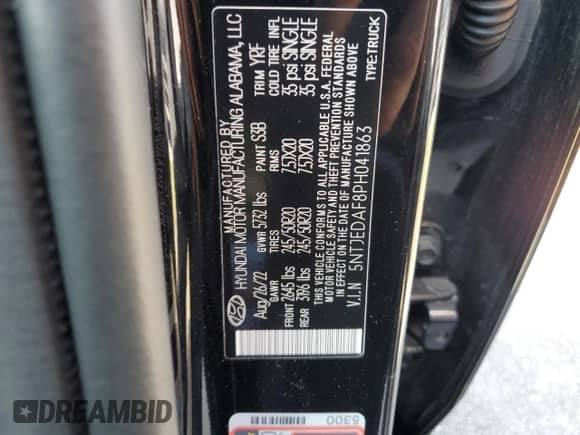 MANUFACTURED BY
HYUNDAI MOTOR MANUFACTURING ALABAMA, LLC
Aug/26/22 GVWR 5732 lbs PAINT S3B TRIM YRF
GAWR TIRES RIMS COLD TIRE INFL
FRONT 2645 lbs 245/50R20 7.5JX20 35 psi SINGLE
REAR 3196 lbs 245/50R20 7.5JX20 35 psi SINGLE
THIS VEHICLE CONFORMS TO ALL APPLICABLE U.S.A. FEDERAL
MOTOR VEHICLE SAFETY AND THEFT PREVENTION STANDARDS
IN EFFECT ON THE DATE OF MANUFACTURE SHOWN ABOVE
V.I.N 5NTJEDAF8PH041863 TYPE:TRUCK
5300
DREAMBID